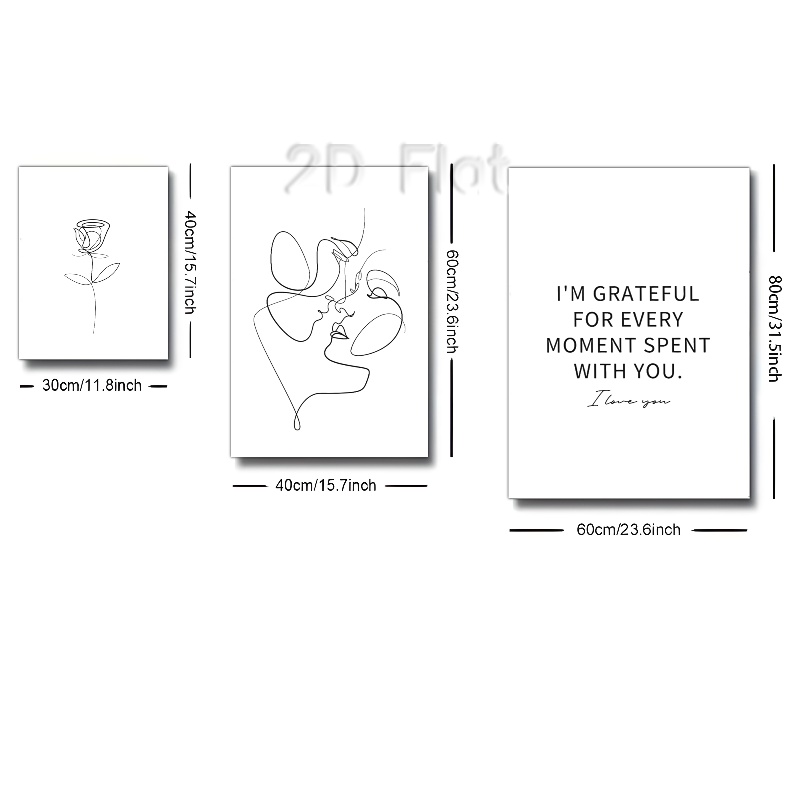 2D Flat
40cm/15.7inch
30cm/11.8inch
60cm/23.6inch
40cm/15.7inch
I'M GRATEFUL
FOR EVERY
MOMENT SPENT
WITH YOU.
I love you
80cm/31.5inch
60cm/23.6inch